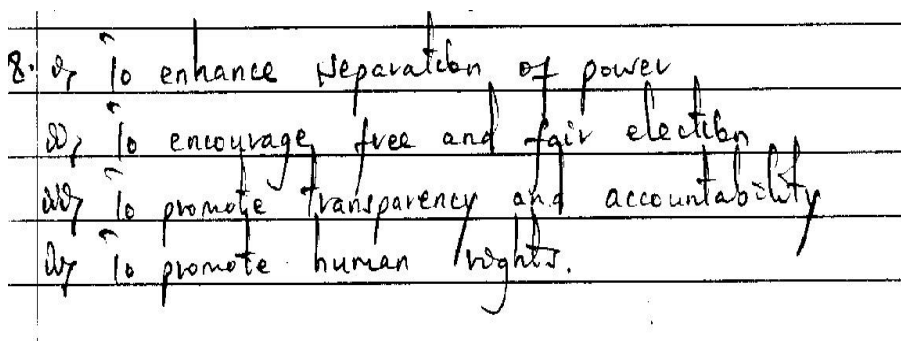 8. i, To enhance separation of power
ii, To encourage free and fair election
iii, To promote transparency and accountability
iv, To promote human rights.